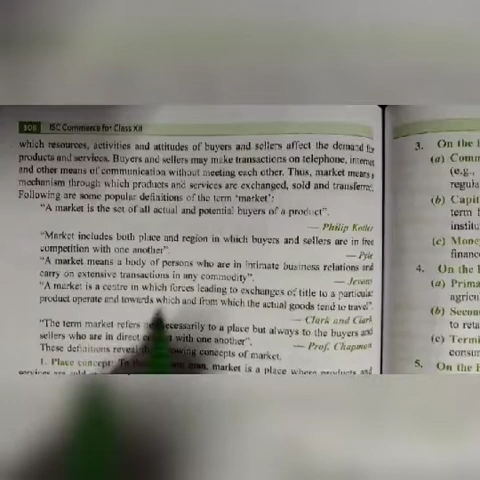 308 ISC Commerce for Class XII
which resources, activities and attitudes of buyers and sellers affect the demand for
products and services. Buyers and sellers may make transactions on telephone, internet
and other means of communication without meeting each other. Thus, market means a
mechanism through which products and services are exchanged, sold and transferred.
Following are some popular definitions of the term 'market':
"A market is the set of all actual and potential buyers of a product".
— Philip Kotler
"Market includes both place and region in which buyers and sellers are in free
competition with one another".
— Pyle
"A market means a body of persons who are in intimate business relations and
carry on extensive transactions in any commodity".
— Jevons
"A market is a centre in which forces leading to exchanges of title to a particular
product operate and towards which and from which the actual goods tend to travel".
— Clark and Clark
"The term market refers necessarily to a place but always to the buyers and
sellers who are in direct with one another".
— Prof. Chapman
These definitions reveal following concepts of market.
1. Place concept: To man, market is a place where products and
services are sold
3. On the
(a) Comm
(e.g.,
regula
(b) Capit
term
institu
(c) Money
financ
4. On the
(a) Prima
agricu
(b) Secon
to reta
(c) Termi
consum
5. On the